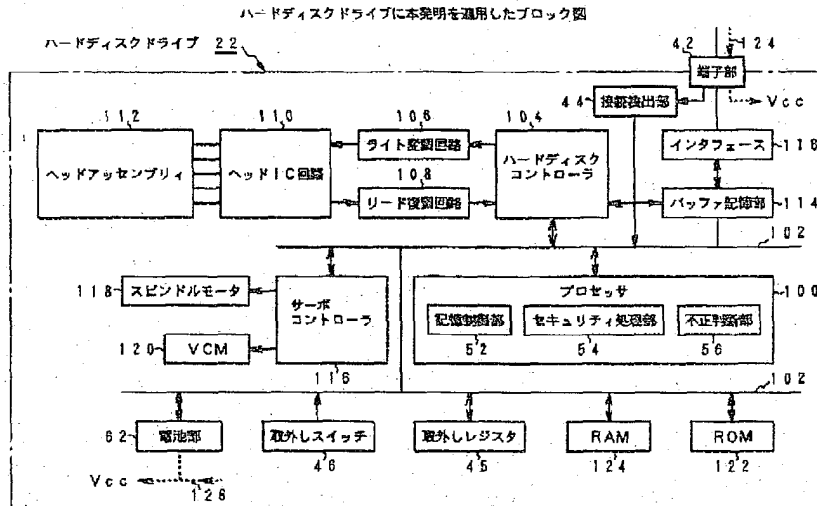 ハードディスクドライブに本発明を適用したブロック図
ハードディスクドライブ 22
42
124
端子部
44
接続検出部
Vcc
112
110
106
104
ヘッドアッセンブリィ
ヘッドIC回路
ライト変調回路
ハードディスク
コントローラ
インタフェース
116
108
リード復調回路
バッファ記憶部
114
102
118
スピンドルモータ
サーボ
コントローラ
プロセッサ
100
記憶制御部
セキュリティ処理部
不正判断部
120
VCM
52
54
56
116
102
62
電池部
取外しスイッチ
取外しレジスタ
RAM
ROM
46
45
124
122
Vcc
126